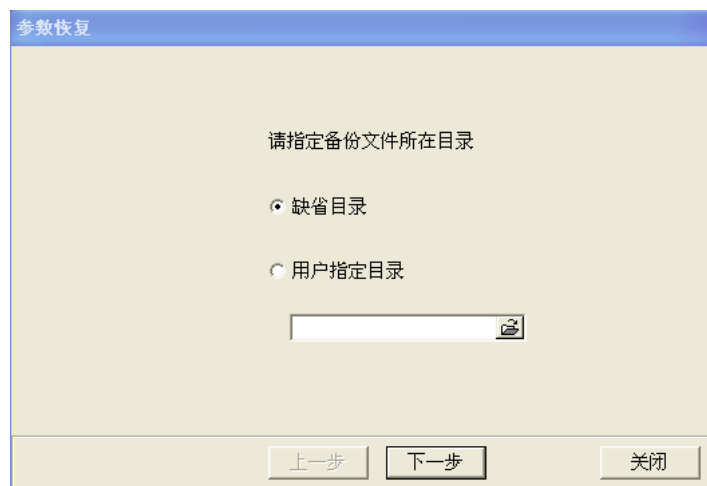 参数恢复
请指定备份文件所在目录
缺省目录
用户指定目录
上一步 下一步 关闭